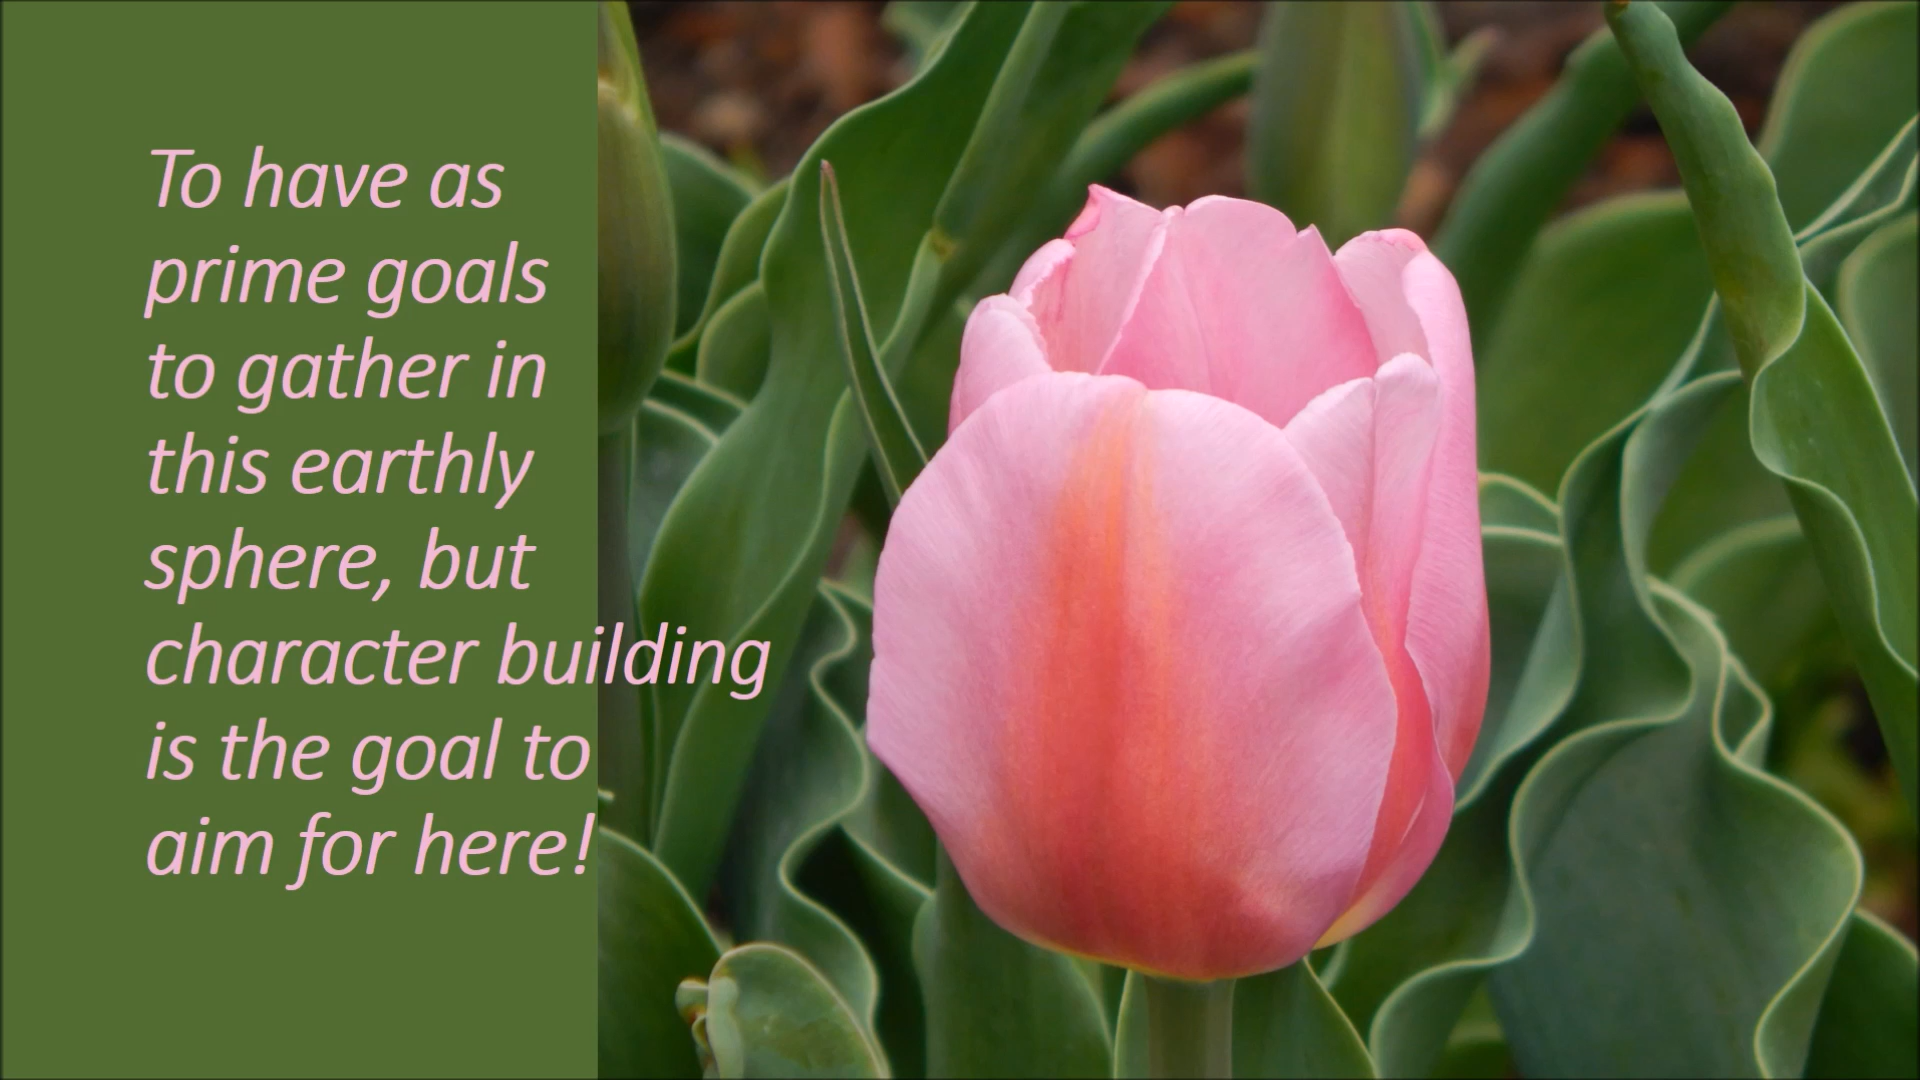 To have as
prime goals
to gather in
this earthly
sphere, but
character building
is the goal to
aim for here!